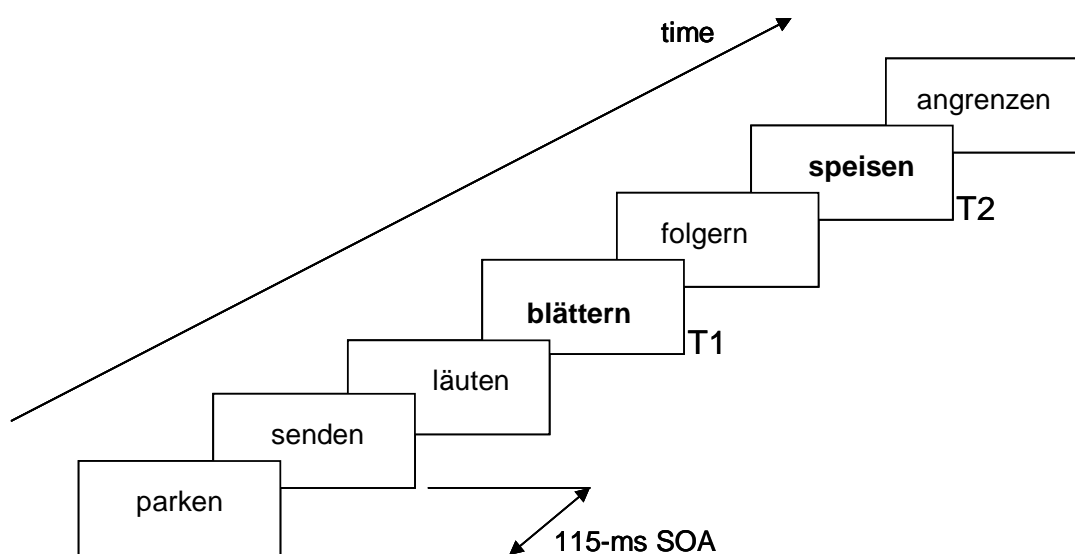 time
angrenzen
speisen
T2
folgern
blättern
T1
läuten
senden
parken
115-ms SOA